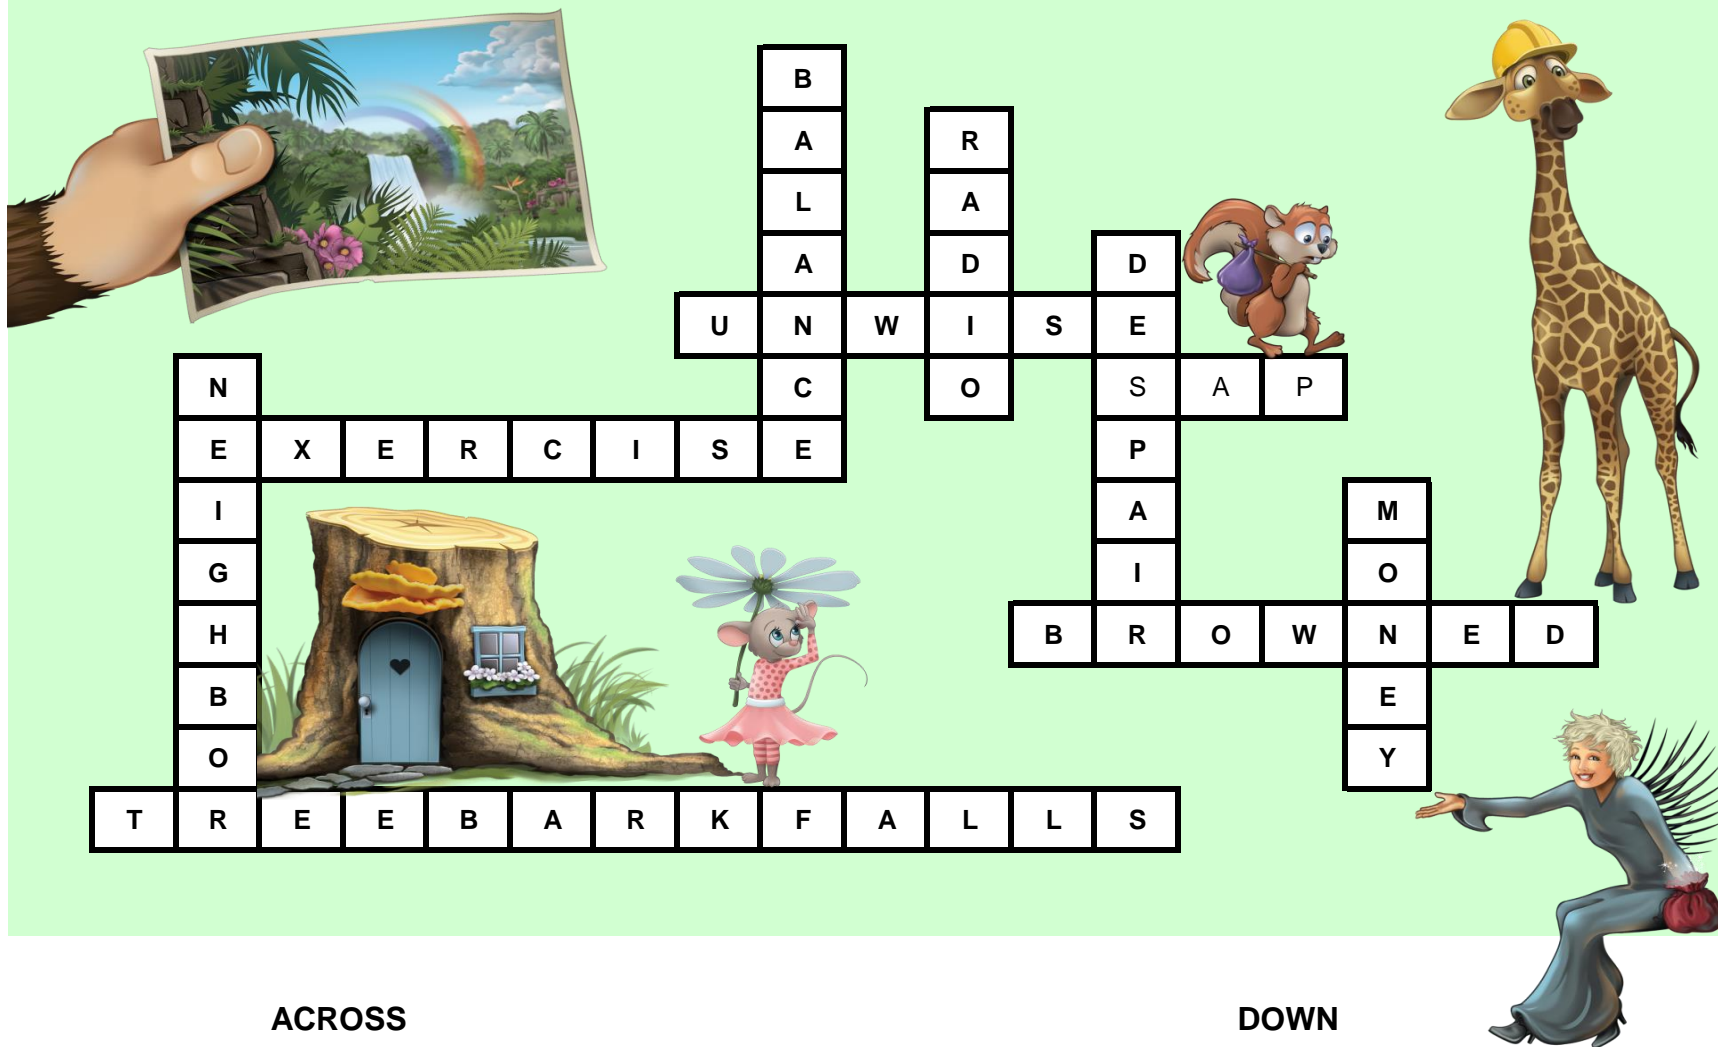 B
A R
L A
A D D
U N W I S E
N C O S A P
E X E R C I S E P
I A M
G I O
H B R O W N E D
B E
O Y
T R E E B A R K F A L L S
ACROSS DOWN